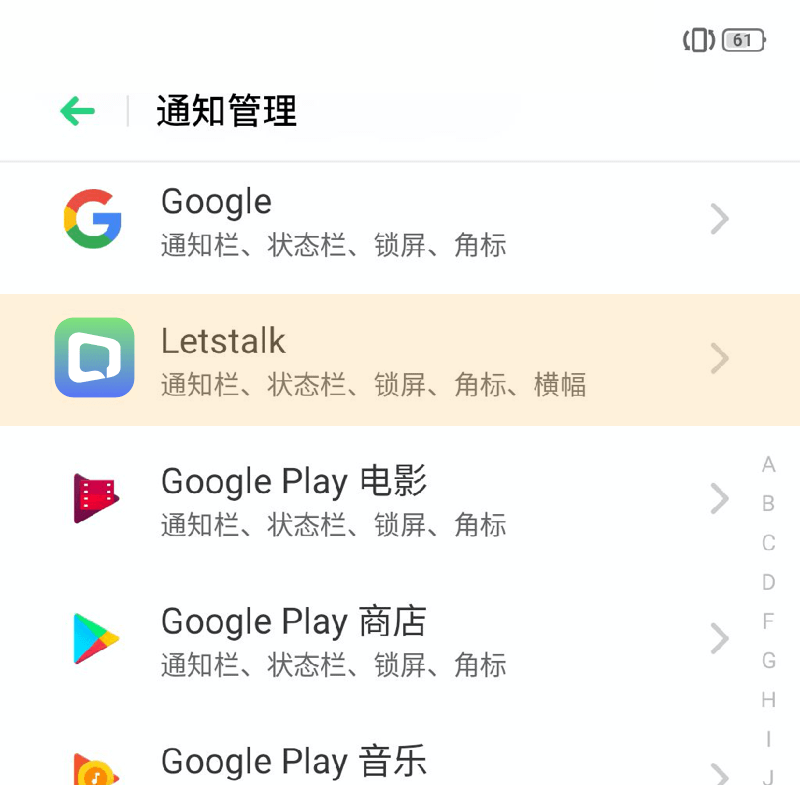 61
通知管理
Google
通知栏、状态栏、锁屏、角标
Letstalk
通知栏、状态栏、锁屏、角标、横幅
Google Play 电影
通知栏、状态栏、锁屏、角标
Google Play 商店
通知栏、状态栏、锁屏、角标
Google Play 音乐
A
B
C
D
F
G
H
I
J